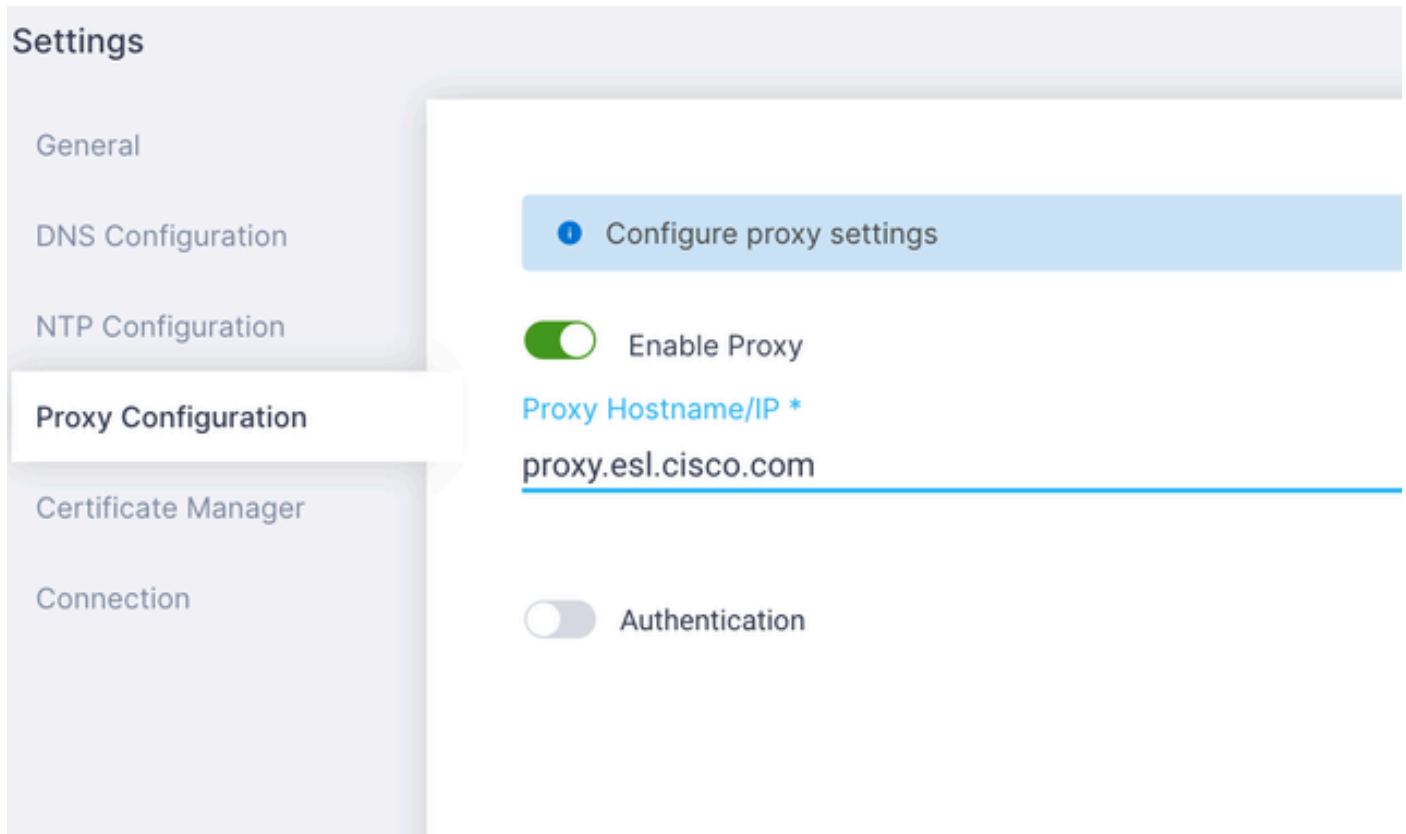 Settings
General
DNS Configuration
NTP Configuration
Proxy Configuration
Certificate Manager
Connection
Configure proxy settings
Enable Proxy
Proxy Hostname/IP *
proxy.esl.cisco.com
Authentication